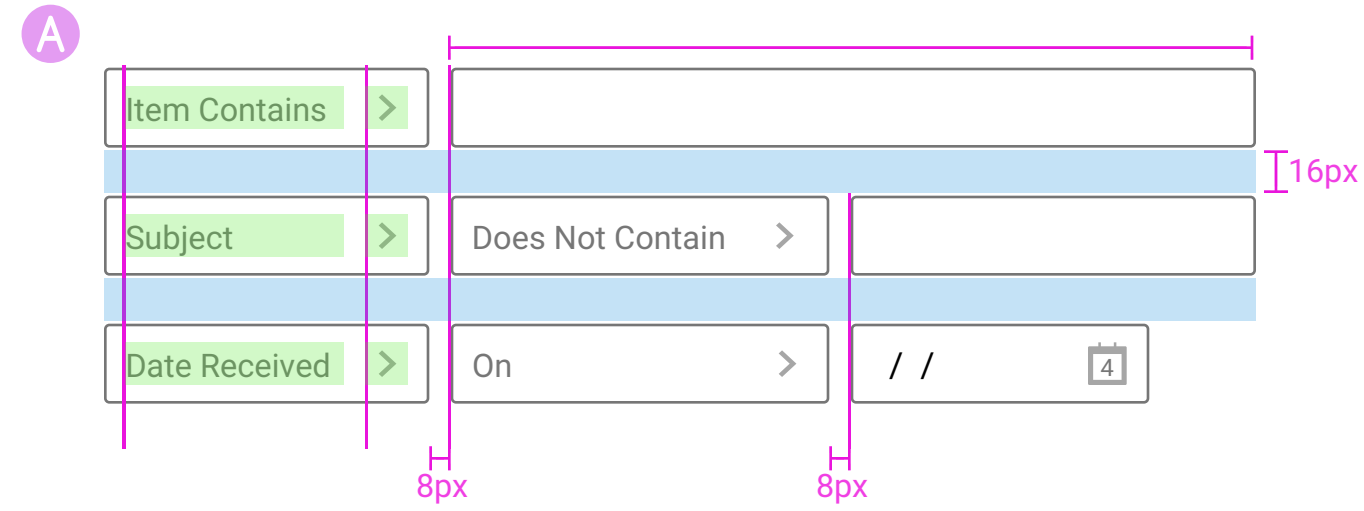 A
Item Contains >
16px
Subject > Does Not Contain >
Date Received > On > / / 4
8px 8px